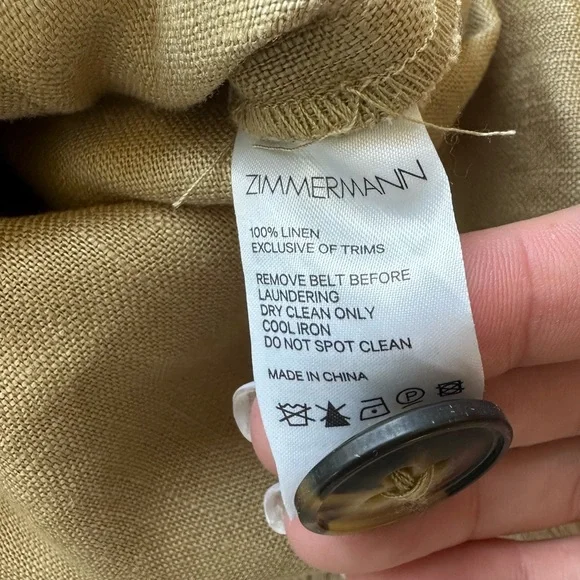 ZIMMERMANN
100% LINEN
EXCLUSIVE OF TRIMS
REMOVE BELT BEFORE
LAUNDERING
DRY CLEAN ONLY
COOL IRON
DO NOT SPOT CLEAN
MADE IN CHINA
P